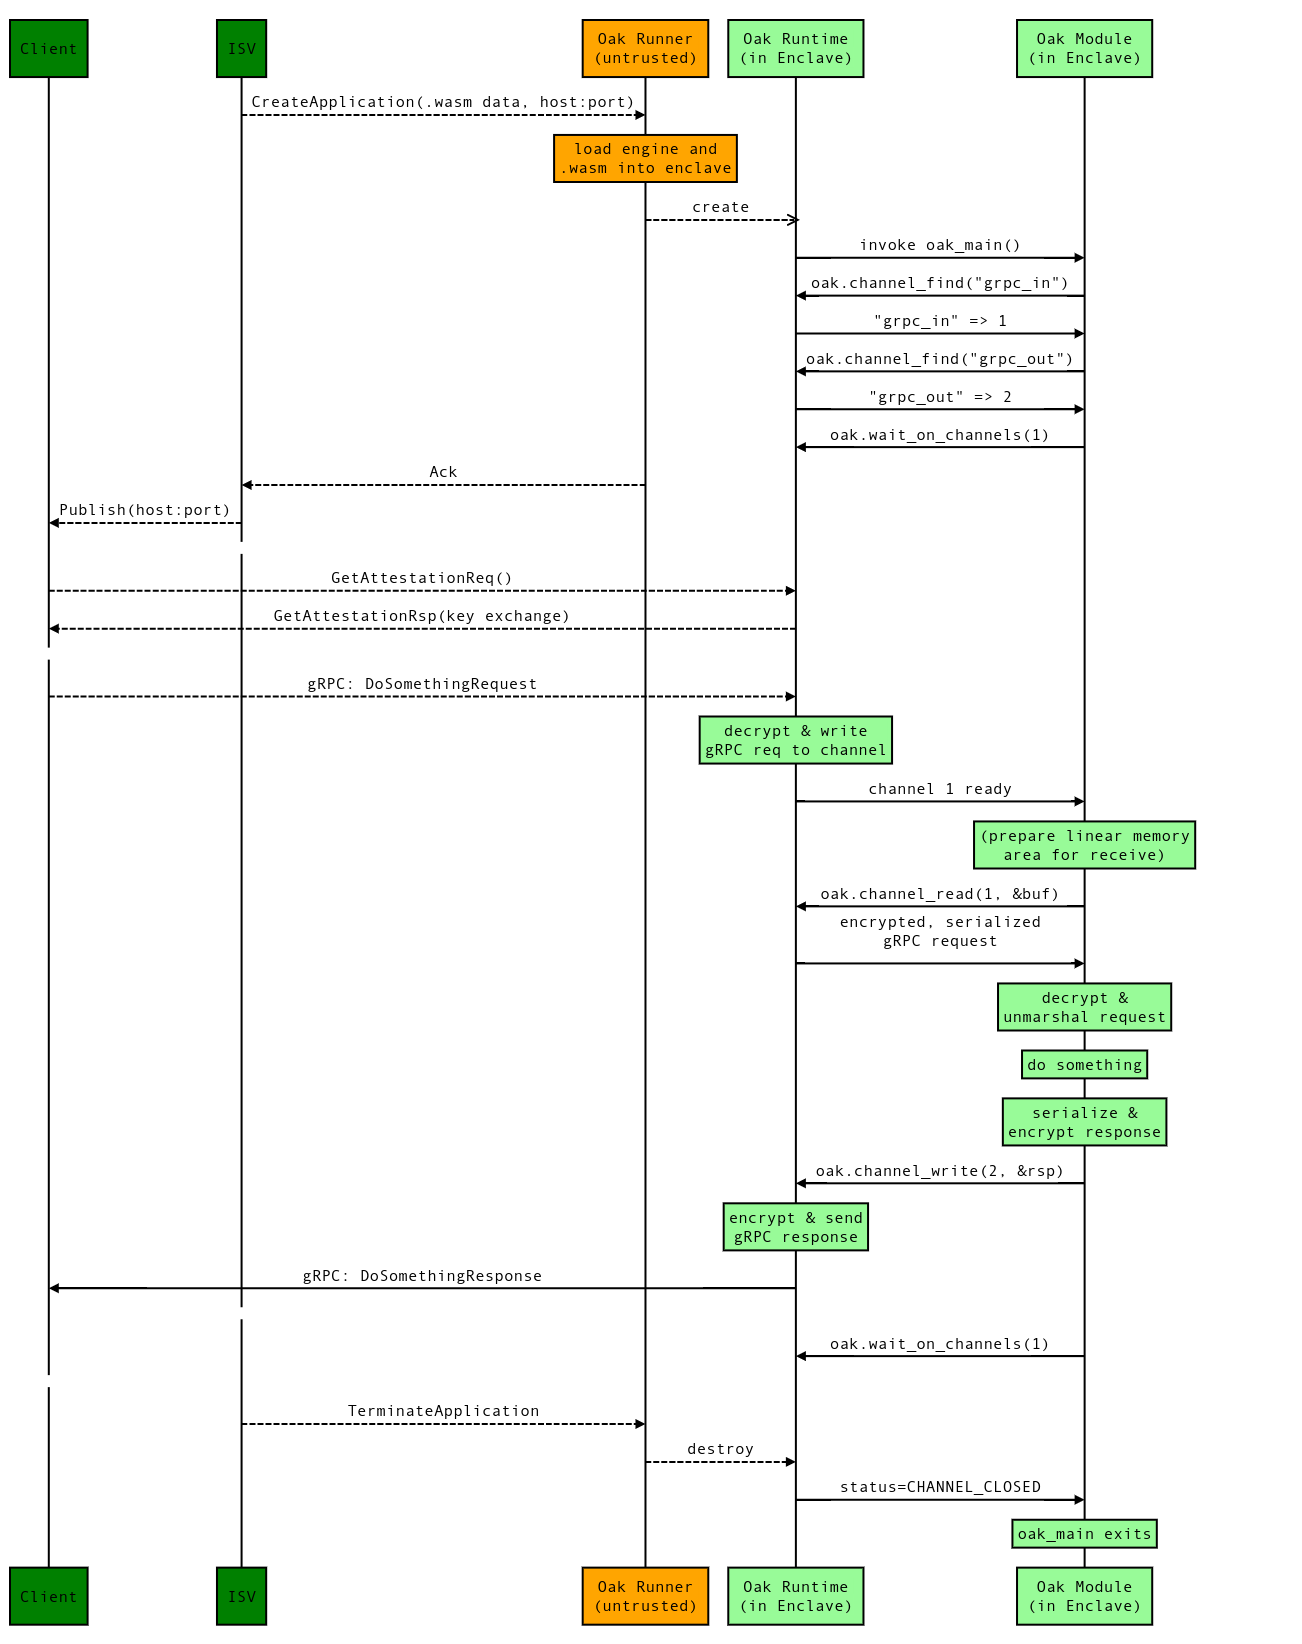 Client
ISV
Oak Runner
(untrusted)
Oak Runtime
(in Enclave)
Oak Module
(in Enclave)
CreateApplication(.wasm data, host:port)
load engine and
.wasm into enclave
create
invoke oak_main()
oak.channel_find("grpc_in")
"grpc_in" => 1
oak.channel_find("grpc_out")
"grpc_out" => 2
oak.wait_on_channels(1)
Ack
Publish(host:port)
GetAttestationReq()
GetAttestationRsp(key exchange)
gRPC: DoSomethingRequest
decrypt & write
gRPC req to channel
channel 1 ready
(prepare linear memory
area for receive)
oak.channel_read(1, &buf)
encrypted, serialized
gRPC request
decrypt &
unmarshal request
do something
serialize &
encrypt response
oak.channel_write(2, &rsp)
encrypt & send
gRPC response
gRPC: DoSomethingResponse
oak.wait_on_channels(1)
TerminateApplication
destroy
status=CHANNEL_CLOSED
oak_main exits
Client
ISV
Oak Runner
(untrusted)
Oak Runtime
(in Enclave)
Oak Module
(in Enclave)